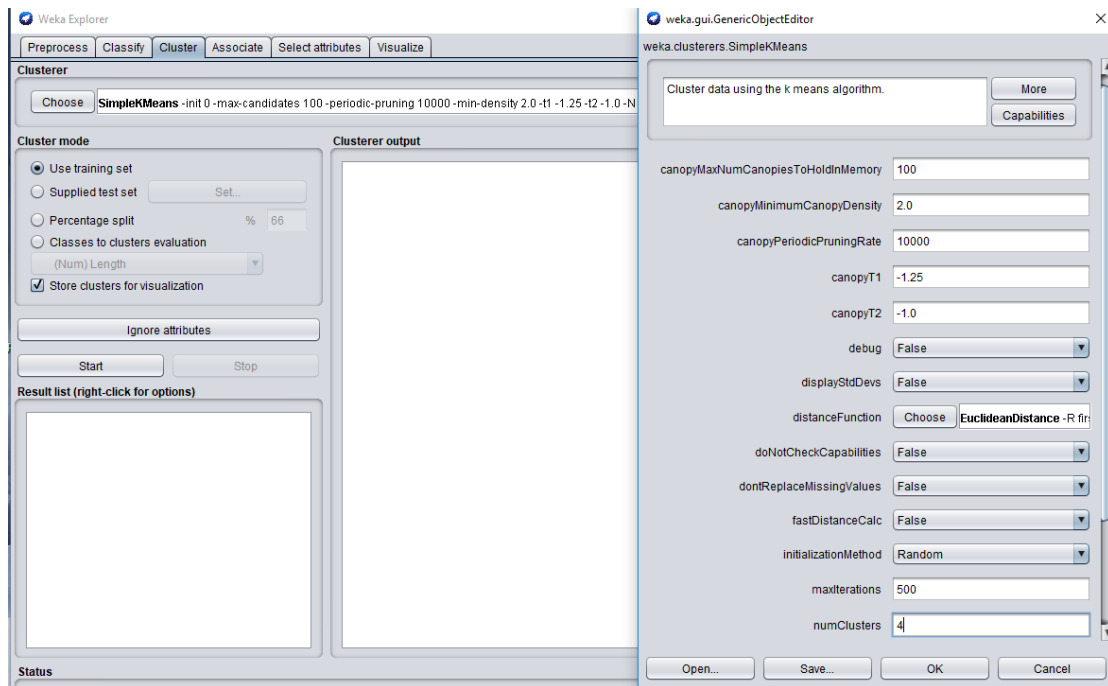 Weka Explorer
Preprocess Classify Cluster Associate Select attributes Visualize
Clusterer
Choose SimpleKMeans -init 0 -max-candidates 100 -periodic-pruning 10000 -min-density 2.0 -t1 -1.25 -t2 -1.0 -N
Cluster mode
Use training set
Supplied test set Set...
Percentage split % 66
Classes to clusters evaluation
(Num) Length
Store clusters for visualization
Ignore attributes
Start Stop
Result list (right-click for options)
Clusterer output
Status
weka.gui.GenericObjectEditor
weka.clusterers.SimpleKMeans
Cluster data using the k means algorithm.
More
Capabilities
canopyMaxNumCanopiesToHoldInMemory 100
canopyMinimumCanopyDensity 2.0
canopyPeriodicPruningRate 10000
canopyT1 -1.25
canopyT2 -1.0
debug False
displayStdDevs False
distanceFunction Choose EuclideanDistance -R fir
doNotCheckCapabilities False
dontReplaceMissingValues False
fastDistanceCalc False
initializationMethod Random
maxIterations 500
numClusters 4
Open... Save... OK Cancel